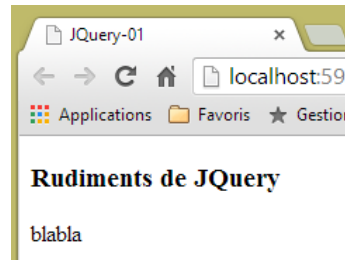 JQuery-01
localhost:59
Applications Favoris Gestion
Rudiments de JQuery
blabla